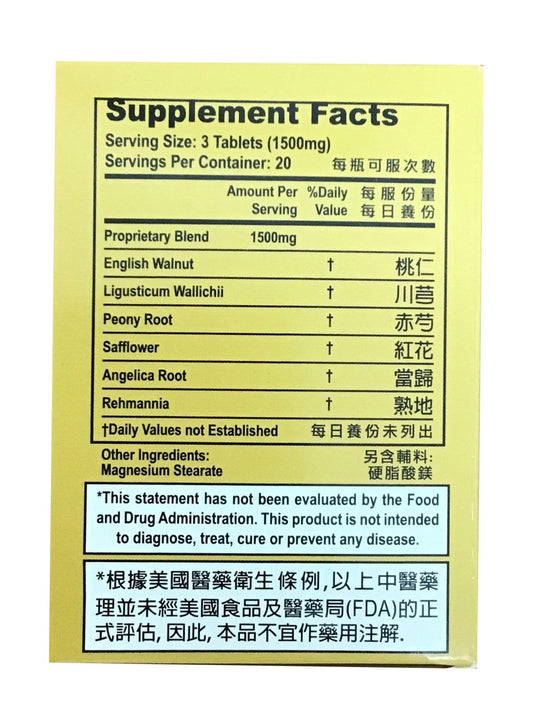 Supplement Facts
Serving Size: 3 Tablets (1500mg)
Servings Per Container: 20 每瓶可服次數
Amount Per %Daily 每服份量
Serving Value 每日養份
Proprietary Blend 1500mg
English Walnut † 桃仁
Ligusticum Wallichii † 川芎
Peony Root † 赤芍
Safflower † 紅花
Angelica Root † 當歸
Rehmannia † 熟地
†Daily Values not Established 每日養份未列出
Other Ingredients: 另含輔料:
Magnesium Stearate 硬脂酸鎂
*This statement has not been evaluated by the Food
and Drug Administration. This product is not intended
to diagnose, treat, cure or prevent any disease.
*根據美國醫藥衛生條例,以上中醫藥
理並未經美國食品及醫藥局(FDA)的正
式評估, 因此, 本品不宜作藥用注解.